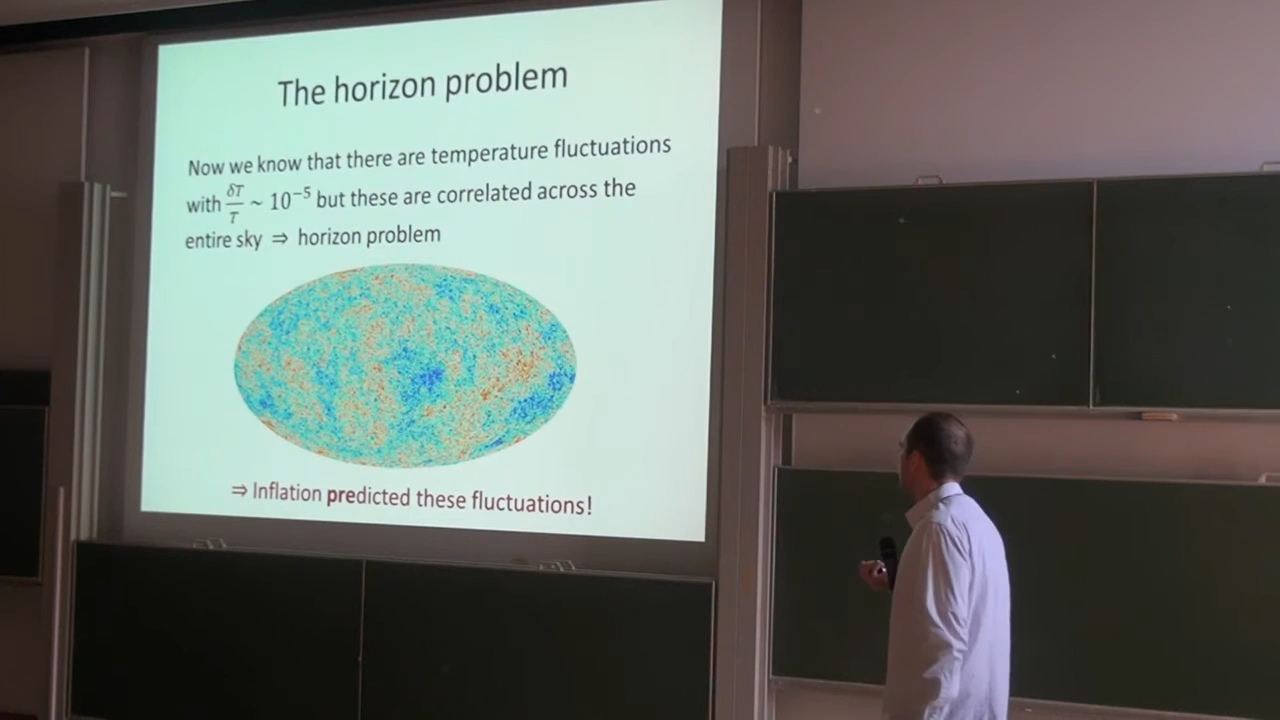 The horizon problem
Now we know that there are temperature fluctuations
with δT/T ~ 10⁻⁵ but these are correlated across the
entire sky ⇒ horizon problem
⇒ Inflation predicted these fluctuations!